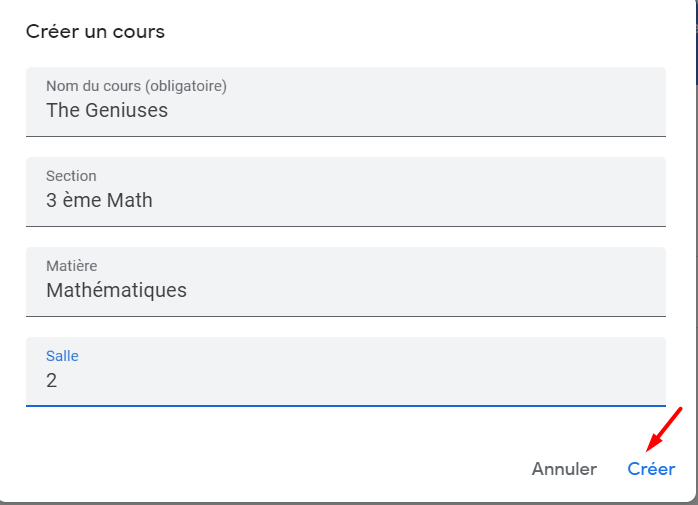 Créer un cours
Nom du cours (obligatoire)
The Geniuses
Section
3 ème Math
Matière
Mathématiques
Salle
2
Annuler Créer